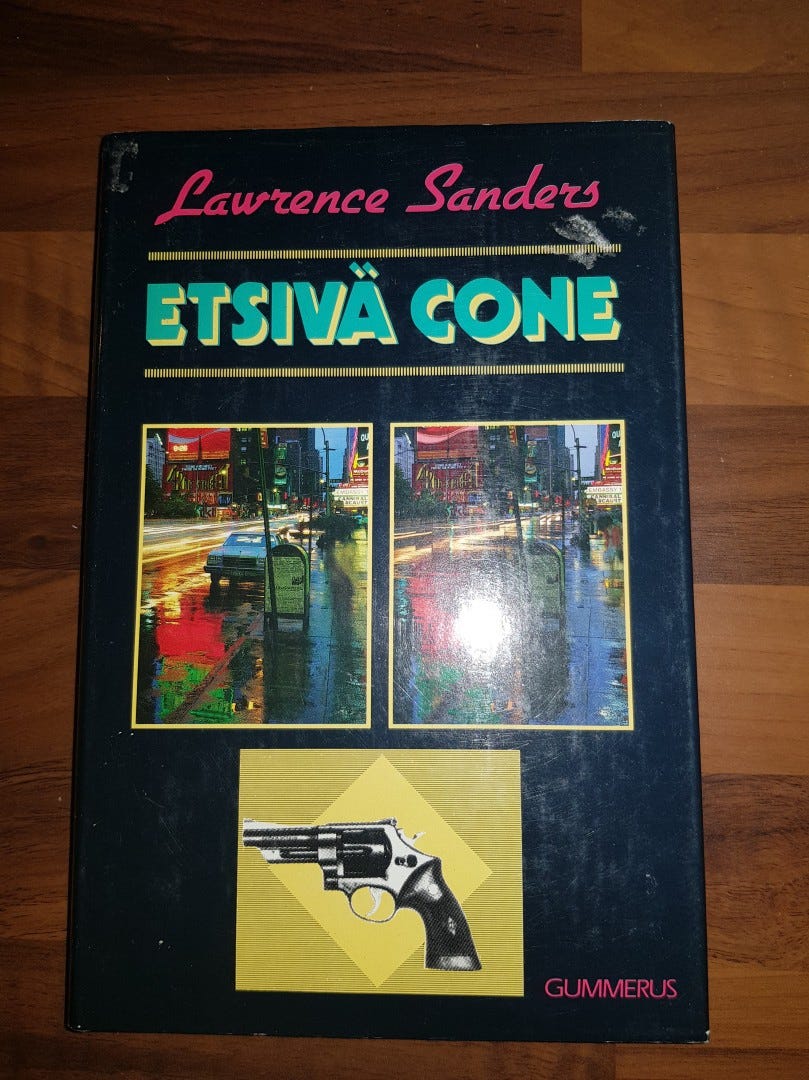 Lawrence Sanders
ETSIVÄ CONE
GUMMERUS